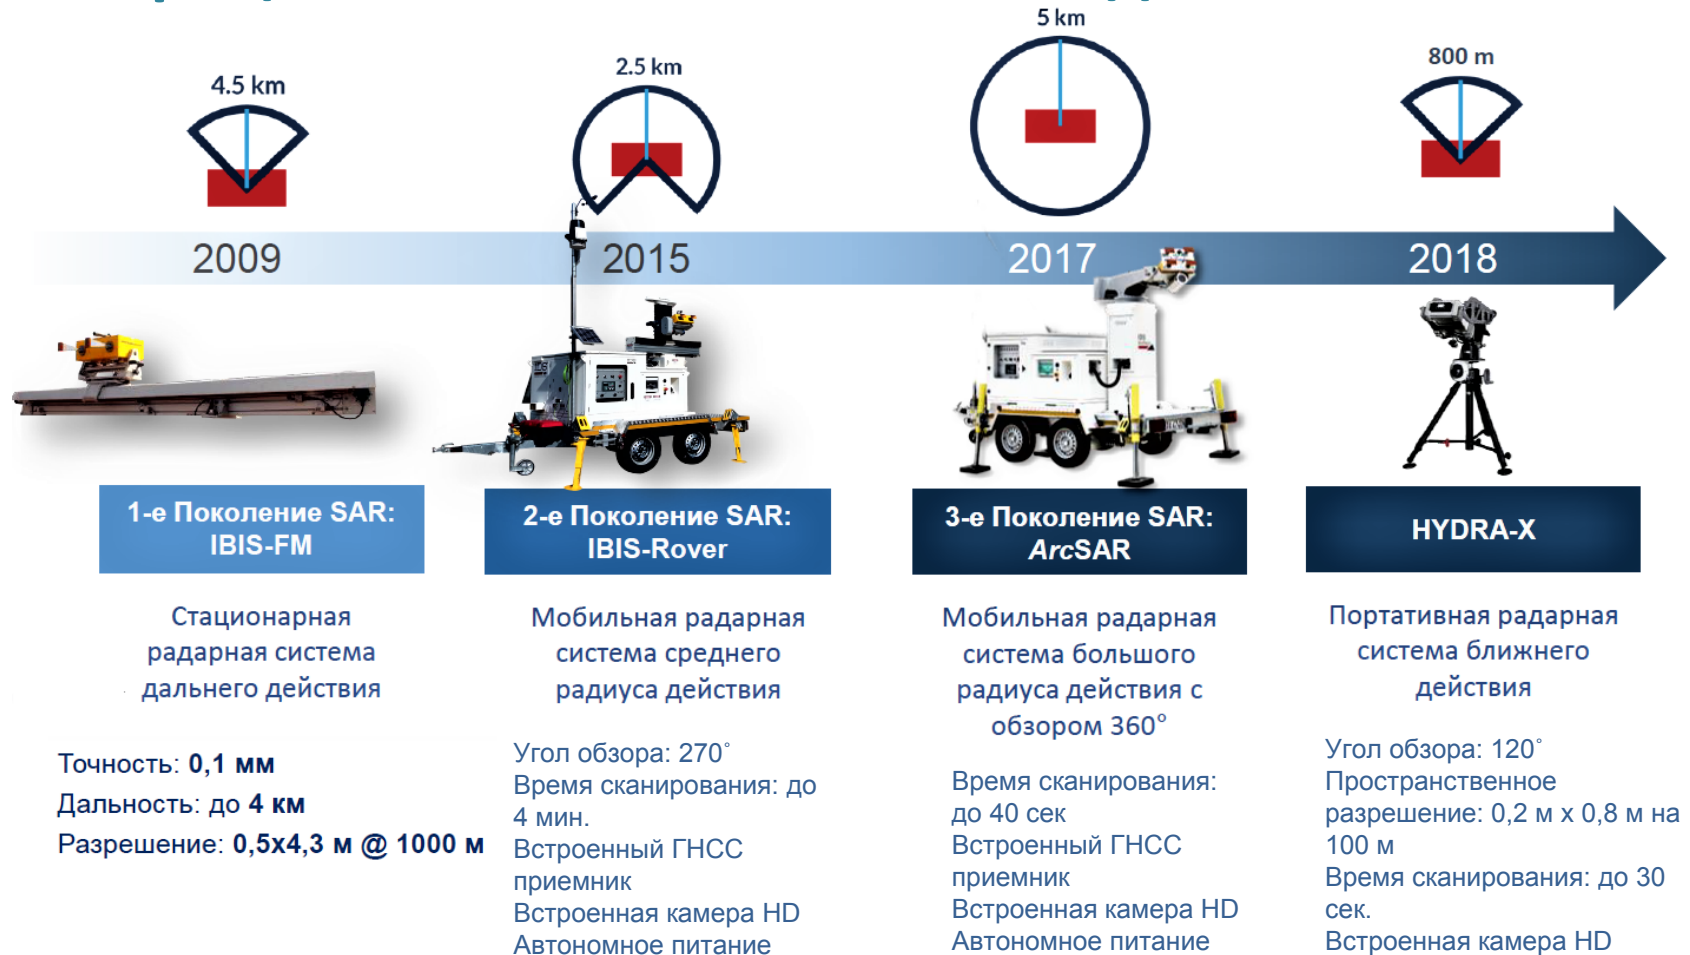 4.5 km
2.5 km
5 km
800 m
2009
2015
2017
2018
1-е Поколение SAR:
IBIS-FM
2-е Поколение SAR:
IBIS-Rover
3-е Поколение SAR:
ArcSAR
HYDRA-X
Стационарная
радарная система
дальнего действия
Мобильная радарная
система среднего
радиуса действия
Мобильная радарная
система большого
радиуса действия с
обзором 360°
Портативная радарная
система ближнего
действия
Точность: 0,1 мм
Дальность: до 4 км
Разрешение: 0,5х4,3 м @ 1000 м
Угол обзора: 270˚
Время сканирования: до
4 мин.
Встроенный ГНСС
приемник
Встроенная камера HD
Автономное питание
Время сканирования:
до 40 сек
Встроенный ГНСС
приемник
Встроенная камера HD
Автономное питание
Угол обзора: 120˚
Пространственное
разрешение: 0,2 м x 0,8 м на
100 м
Время сканирования: до 30
сек.
Встроенная камера HD